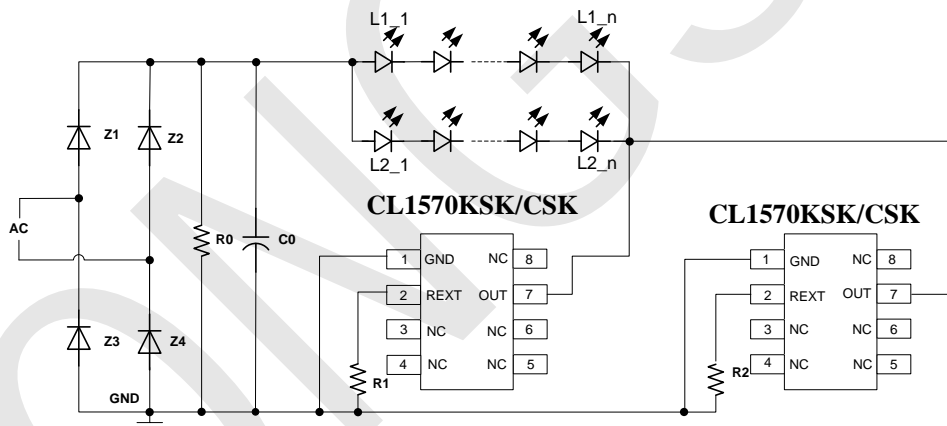 L1_1
L1_n
Z1
Z2
L2_1
L2_n
CL1570KSK/CSK
CL1570KSK/CSK
AC
R0
C0
1 GND NC 8
2 REXT OUT 7
3 NC NC 6
4 NC NC 5
1 GND NC 8
2 REXT OUT 7
3 NC NC 6
4 NC NC 5
Z3
Z4
R1
R2
GND